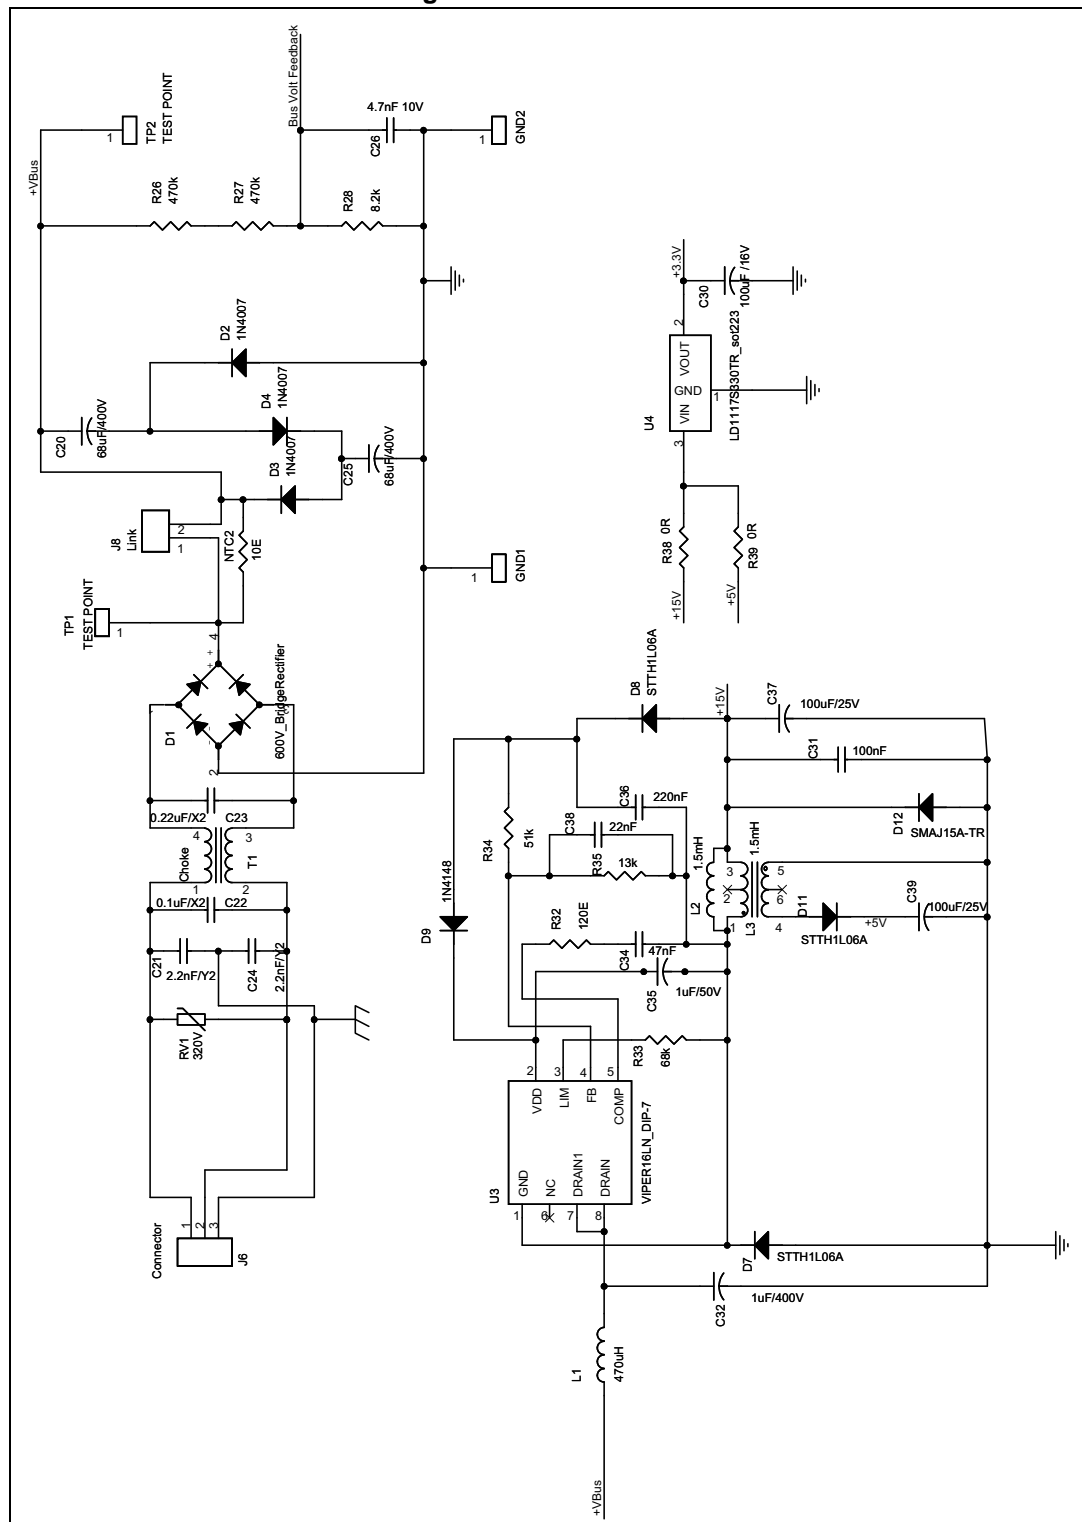 g
+VBus
1
TP2
TEST POINT
R26
470k
R27
470k
Bus Volt Feedback
4.7nF 10V
C26
R28
8.2k
1
GND2
D2
1N4007
C20
68uF/400V
D4
1N4007
D3
1N4007
C25
68uF/400V
J8
Link
2
1
NTC2
10E
1
GND1
TP1
TEST POINT
1
4
+
+
-
2
D1
600V_BridgeRectifier
0.22uF/X2
C23
4
3
Choke
T1
1
2
0.1uF/X2
C22
C21
2.2nF/Y2
C24
2.2nF/Y2
RV1
320V
Connector
1
2
3
J6
+3.3V
C30
100uF /16V
U4
2
VOUT
GND
1
VIN
3
LD1117S330TR_sot223
R38 0R
R39 0R
+15V
+5V
D8
STTH1L06A
+15V
C37
100uF/25V
C31
100nF
D12
SMAJ15A-TR
C36
220nF
C38
22nF
R35
13k
R34
51k
1N4148
D9
R32
120E
C34
47nF
C35
1uF/50V
R33
68k
L2
1.5mH
3
2
1
L3
1.5mH
5
6
4
D11
STTH1L06A
+5V
C39
100uF/25V
U3
2
VDD
3
LIM
4
FB
5
COMP
GND
1
NC
6
DRAIN1
7
DRAIN
8
VIPER16LN_DIP-7
D7
STTH1L06A
C32
1uF/400V
L1
470uH
+VBus